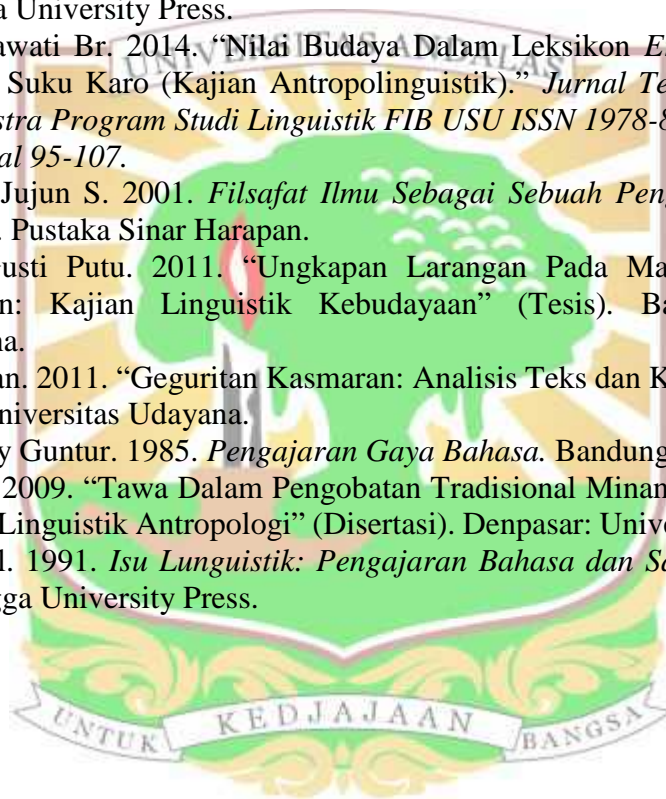 a University Press.
awati Br. 2014. “Nilai Budaya Dalam Leksikon E
Suku Karo (Kajian Antropolinguistik).” Jurnal Te
stra Program Studi Linguistik FIB USU ISSN 1978-8
al 95-107.
Jujun S. 2001. Filsafat Ilmu Sebagai Sebuah Pen
. Pustaka Sinar Harapan.
usti Putu. 2011. “Ungkapan Larangan Pada Ma
n: Kajian Linguistik Kebudayaan” (Tesis). Ba
na.
an. 2011. “Geguritan Kasmaran: Analisis Teks dan K
niversitas Udayana.
y Guntur. 1985. Pengajaran Gaya Bahasa. Bandung
2009. “Tawa Dalam Pengobatan Tradisional Minan
Linguistik Antropologi” (Disertasi). Denpasar: Univer
l. 1991. Isu Lunguistik: Pengajaran Bahasa dan Sa
gga University Press.
UNIVERSITAS ANDALAS
UNTUK KEDJAJAAN BANGSA